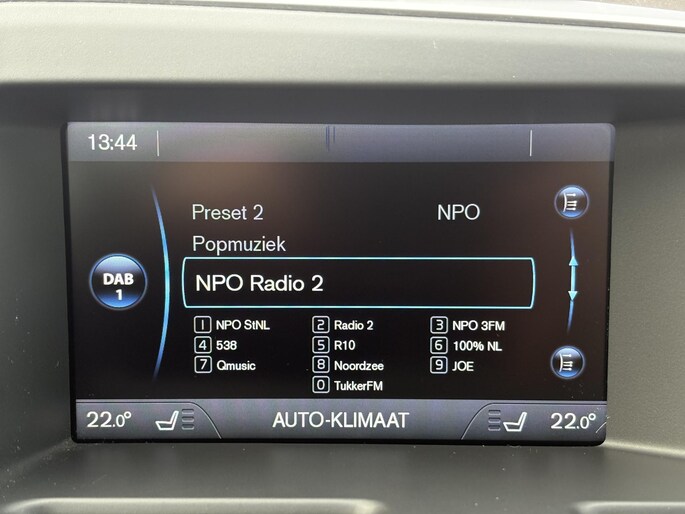 13:44
Preset 2 NPO
Popmuziek
DAB
1
NPO Radio 2
1 NPO StNL 2 Radio 2 3 NPO 3FM
4 538 5 R10 6 100% NL
7 Qmusic 8 Noordzee 9 JOE
0 TukkerFM
22.0° AUTO-KLIMAAT 22.0°